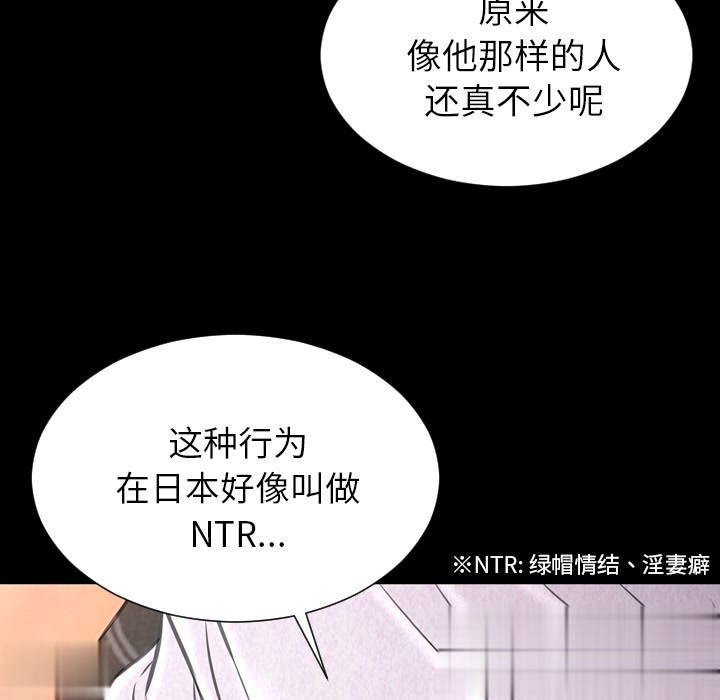 原来
像他那样的人
还真不少呢
这种行为
在日本好像叫做
NTR...
※NTR: 绿帽情结、淫妻癖